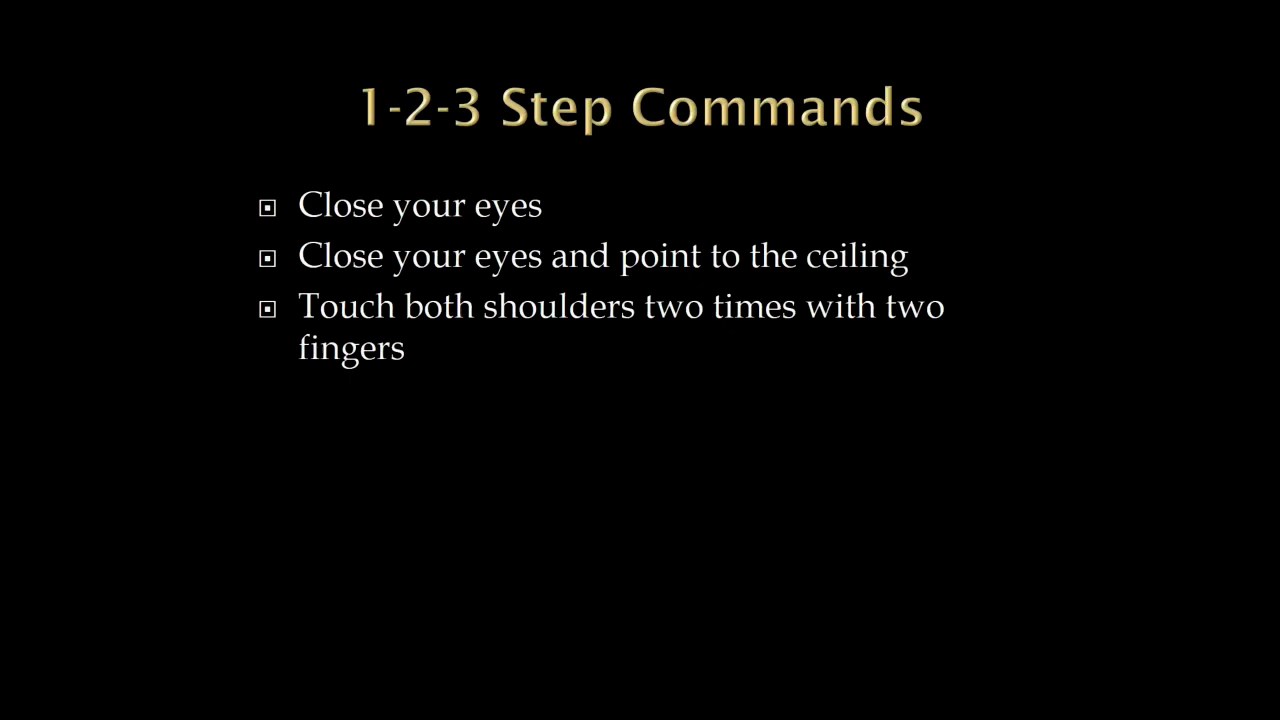 1-2-3 Step Commands
Close your eyes
Close your eyes and point to the ceiling
Touch both shoulders two times with two
fingers